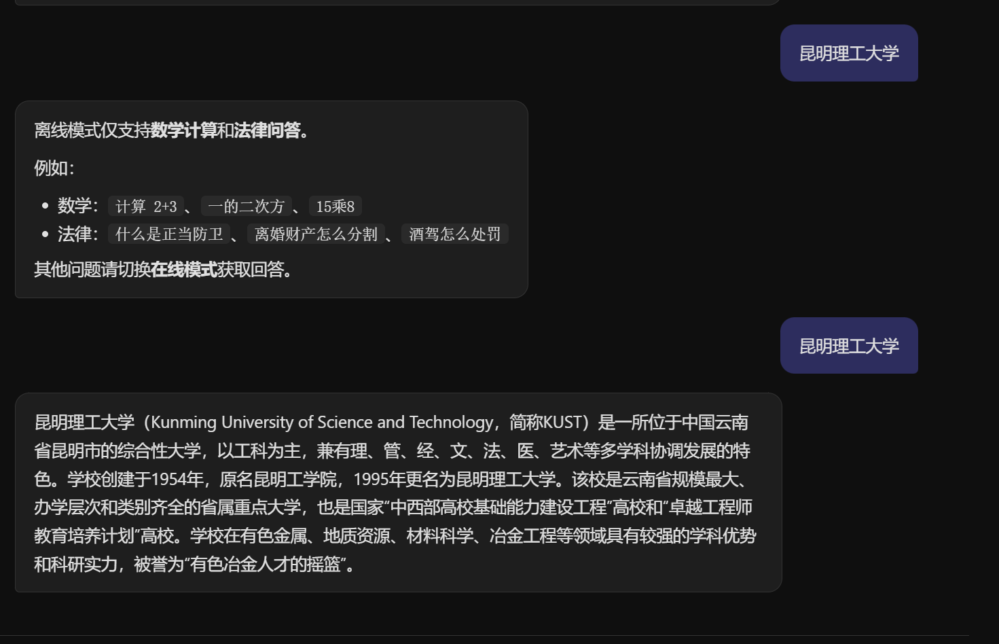 昆明理工大学
离线模式仅支持数学计算和法律问答。
例如：
• 数学： 计算 2+3 、 一的二次方 、 15乘8
• 法律： 什么是正当防卫 、 离婚财产怎么分割 、 酒驾怎么处罚
其他问题请切换在线模式获取回答。
昆明理工大学
昆明理工大学（Kunming University of Science and Technology，简称KUST）是一所位于中国云南
省昆明市的综合性大学，以工科为主，兼有理、管、经、文、法、医、艺术等多学科协调发展的特
色。学校创建于1954年，原名昆明工学院，1995年更名为昆明理工大学。该校是云南省规模最大、
办学层次和类别齐全的省属重点大学，也是国家“中西部高校基础能力建设工程”高校和“卓越工程师
教育培养计划”高校。学校在有色金属、地质资源、材料科学、冶金工程等领域具有较强的学科优势
和科研实力，被誉为“有色冶金人才的摇篮”。